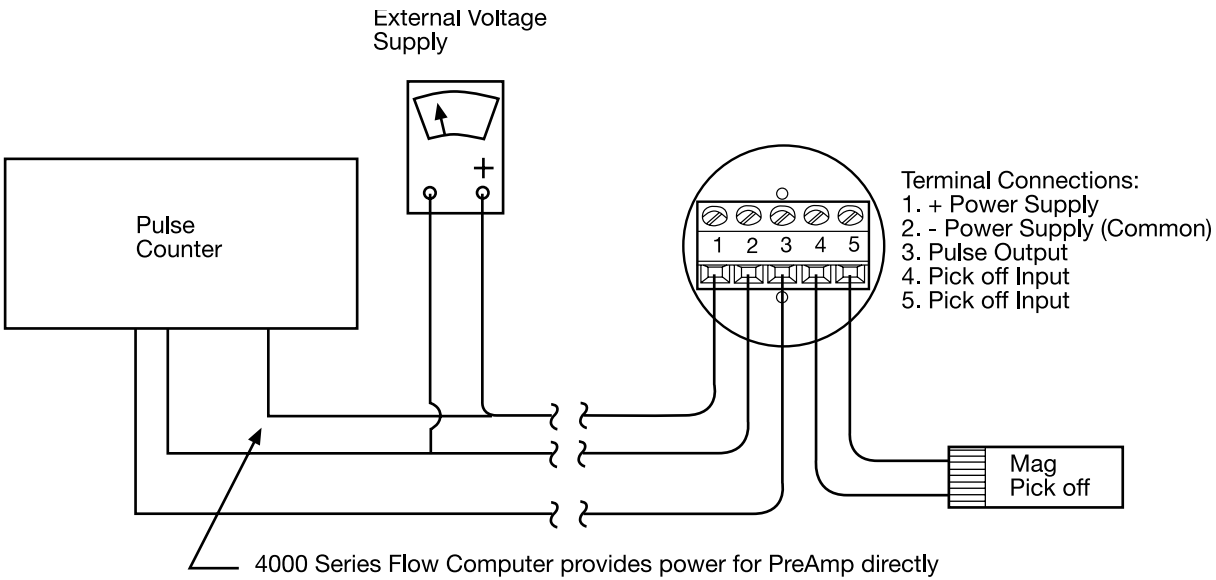 External Voltage
Supply
+
Pulse
Counter
1 2 3 4 5
Terminal Connections:
1. + Power Supply
2. - Power Supply (Common)
3. Pulse Output
4. Pick off Input
5. Pick off Input
Mag
Pick off
4000 Series Flow Computer provides power for PreAmp directly